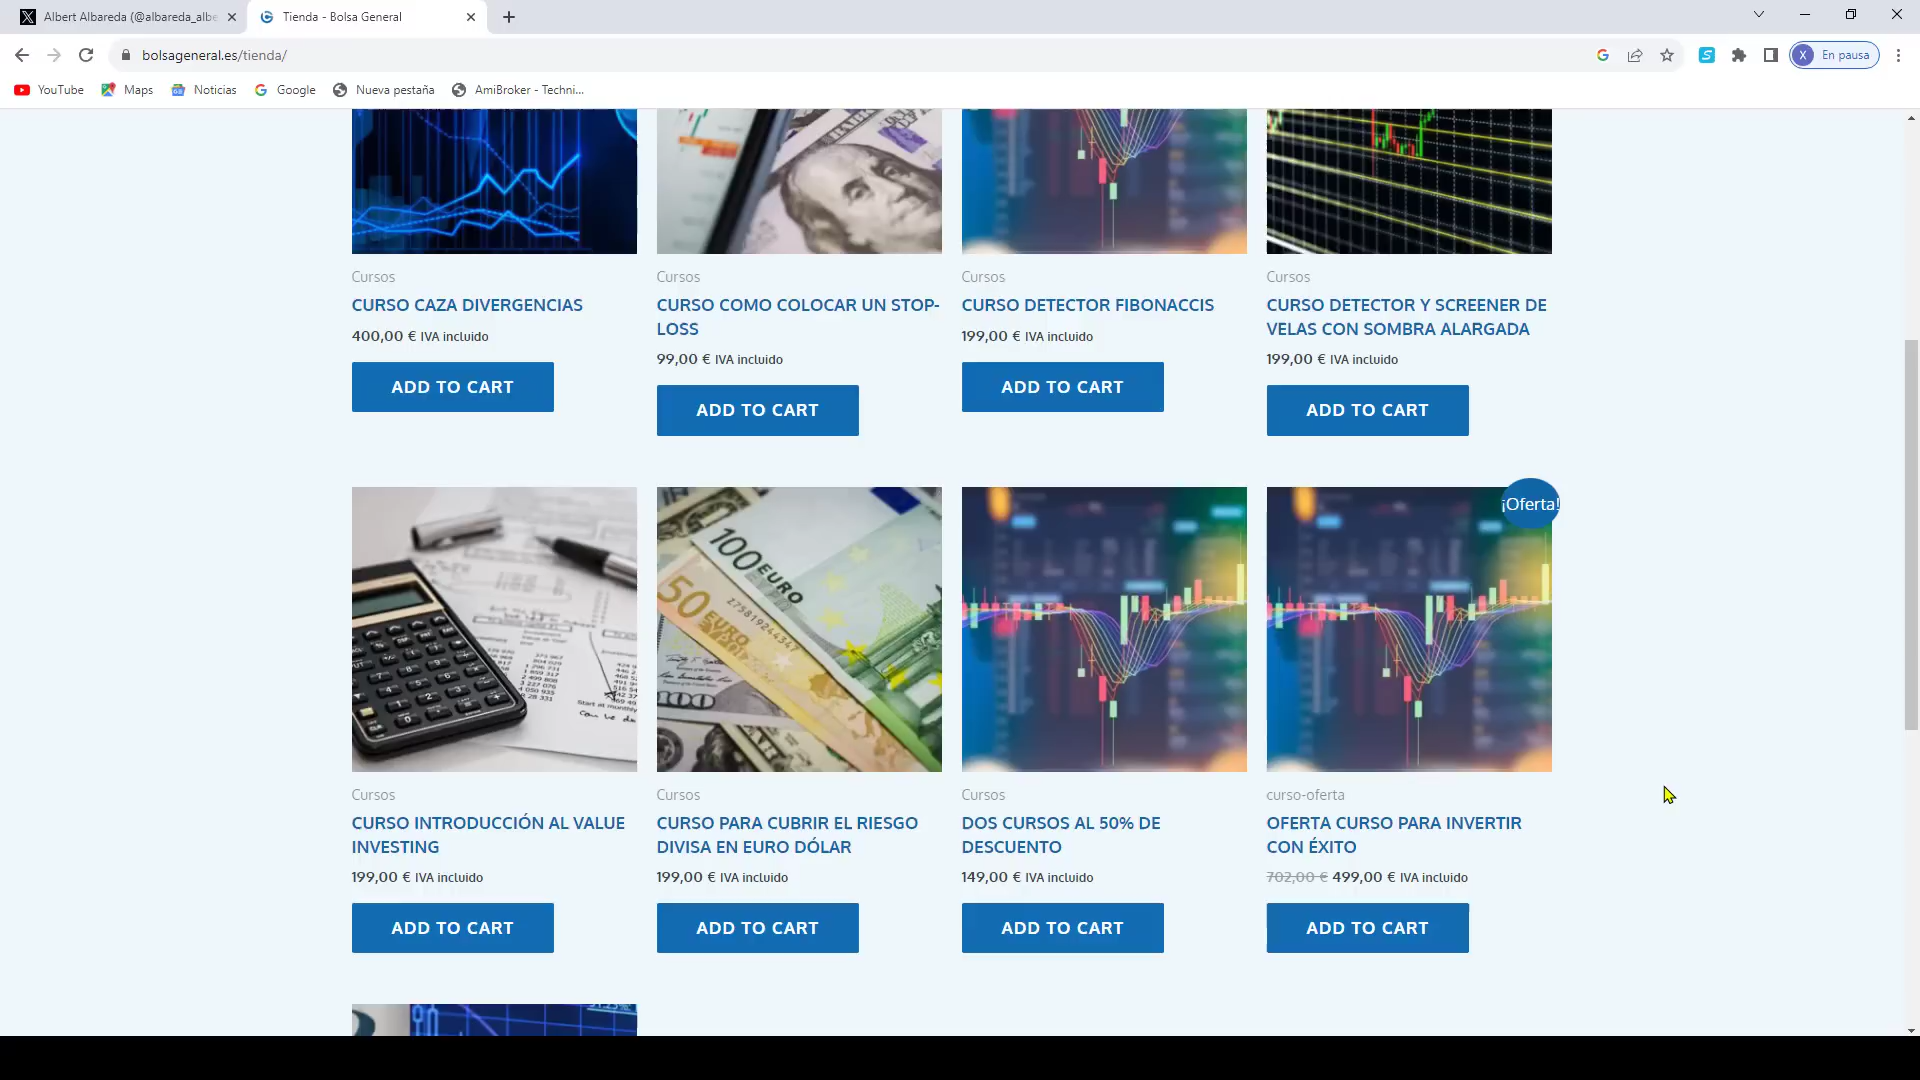 Albert Albareda (@albareda_albe
Tienda - Bolsa General
bolsageneral.es/tienda/
X
En pausa
YouTube
Maps
Noticias
Google
Nueva pestaña
AmiBroker - Techni...
Cursos
CURSO CAZA DIVERGENCIAS
400,00 € IVA incluido
ADD TO CART
Cursos
CURSO COMO COLOCAR UN STOP-
LOSS
99,00 € IVA incluido
ADD TO CART
Cursos
CURSO DETECTOR FIBONACCIS
199,00 € IVA incluido
ADD TO CART
Cursos
CURSO DETECTOR Y SCREENER DE
VELAS CON SOMBRA ALARGADA
199,00 € IVA incluido
ADD TO CART
100 EURO
50 EURO
Z75819244347
100
¡Oferta!
Cursos
CURSO INTRODUCCIÓN AL VALUE
INVESTING
199,00 € IVA incluido
ADD TO CART
Cursos
CURSO PARA CUBRIR EL RIESGO
DIVISA EN EURO DÓLAR
199,00 € IVA incluido
ADD TO CART
Cursos
DOS CURSOS AL 50% DE
DESCUENTO
149,00 € IVA incluido
ADD TO CART
curso-oferta
OFERTA CURSO PARA INVERTIR
CON ÉXITO
702,00 € 499,00 € IVA incluido
ADD TO CART